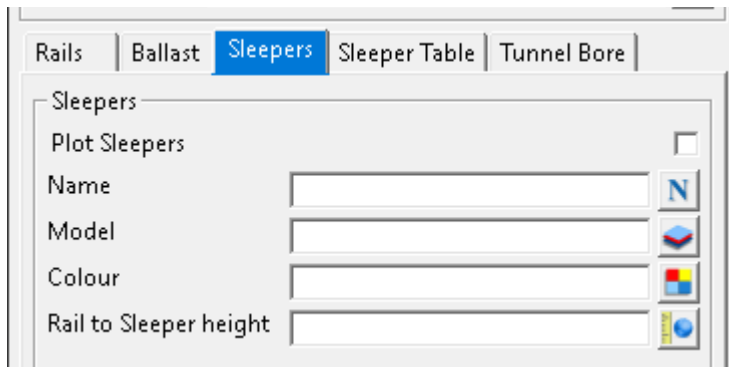 Rails Ballast Sleepers Sleeper Table Tunnel Bore
Sleepers
Plot Sleepers
Name N
Model
Colour
Rail to Sleeper height